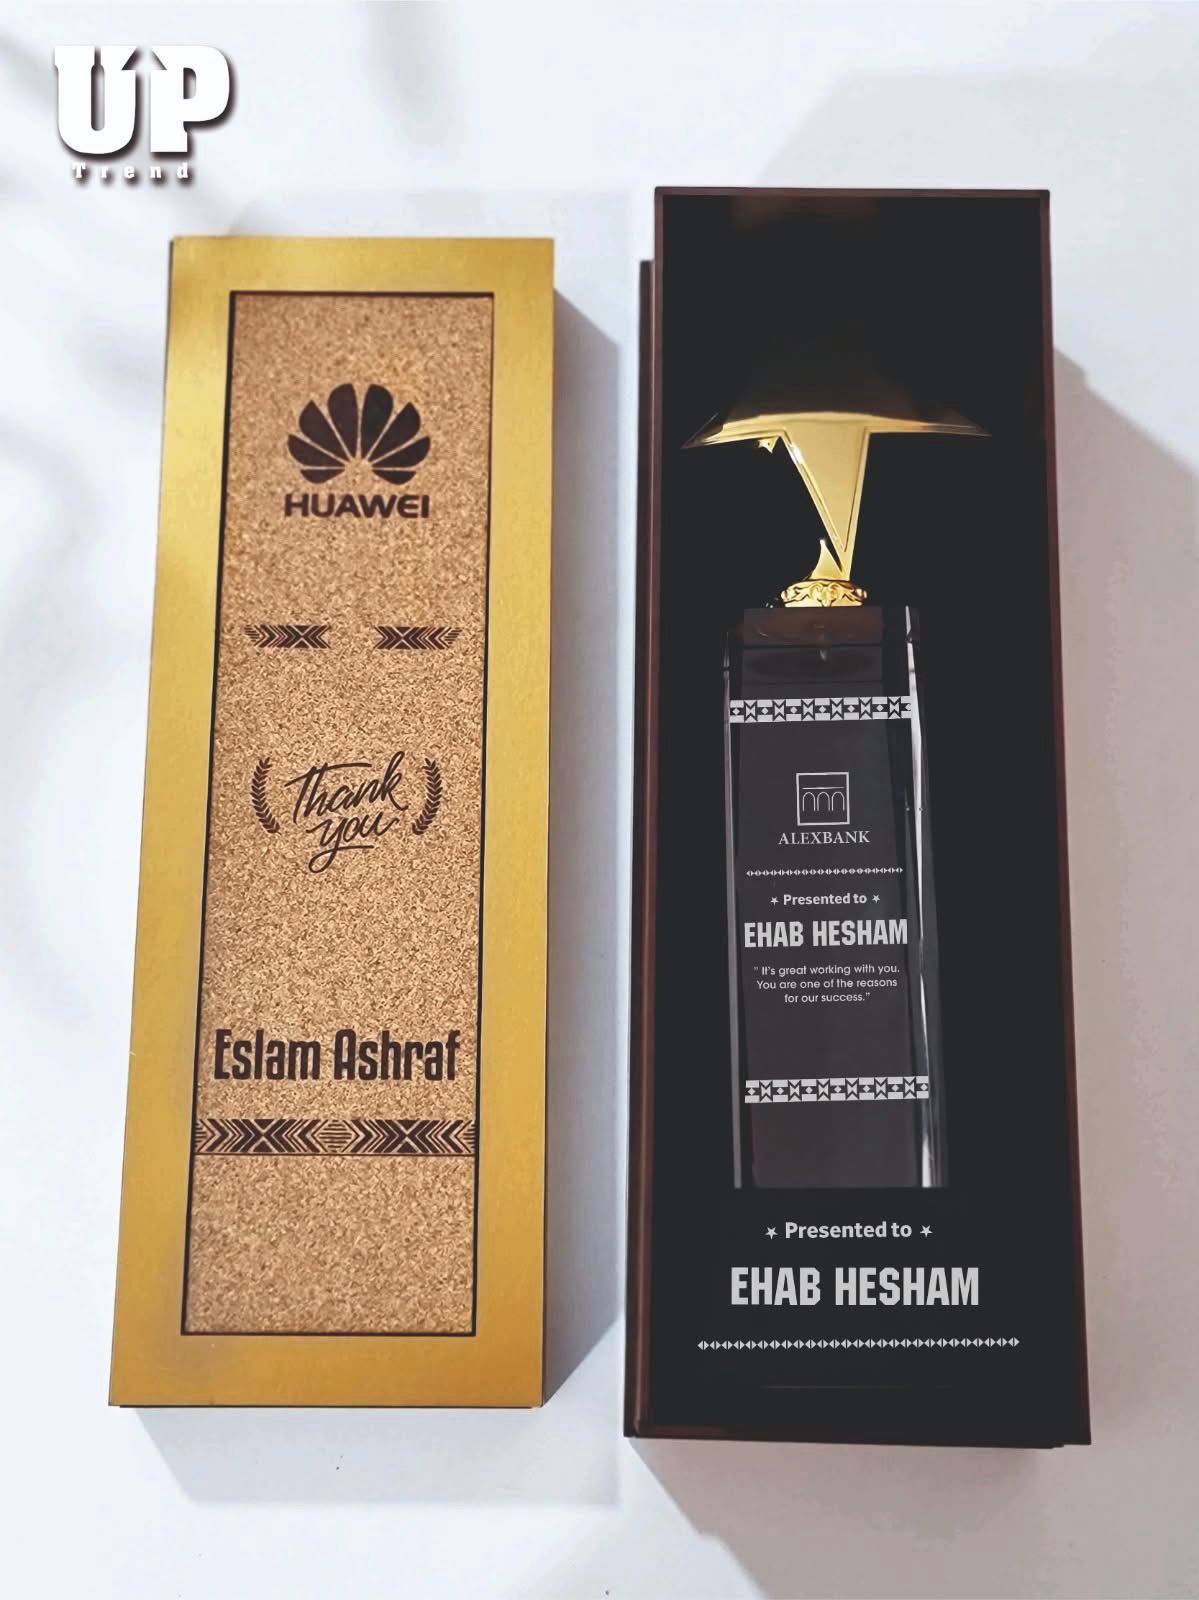 UP
Trend
HUAWEI
Thank
you
Eslam Ashraf
ALEXBANK
Presented to
EHAB HESHAM
" It's great working with you.
You are one of the reasons
for our success."
Presented to
EHAB HESHAM